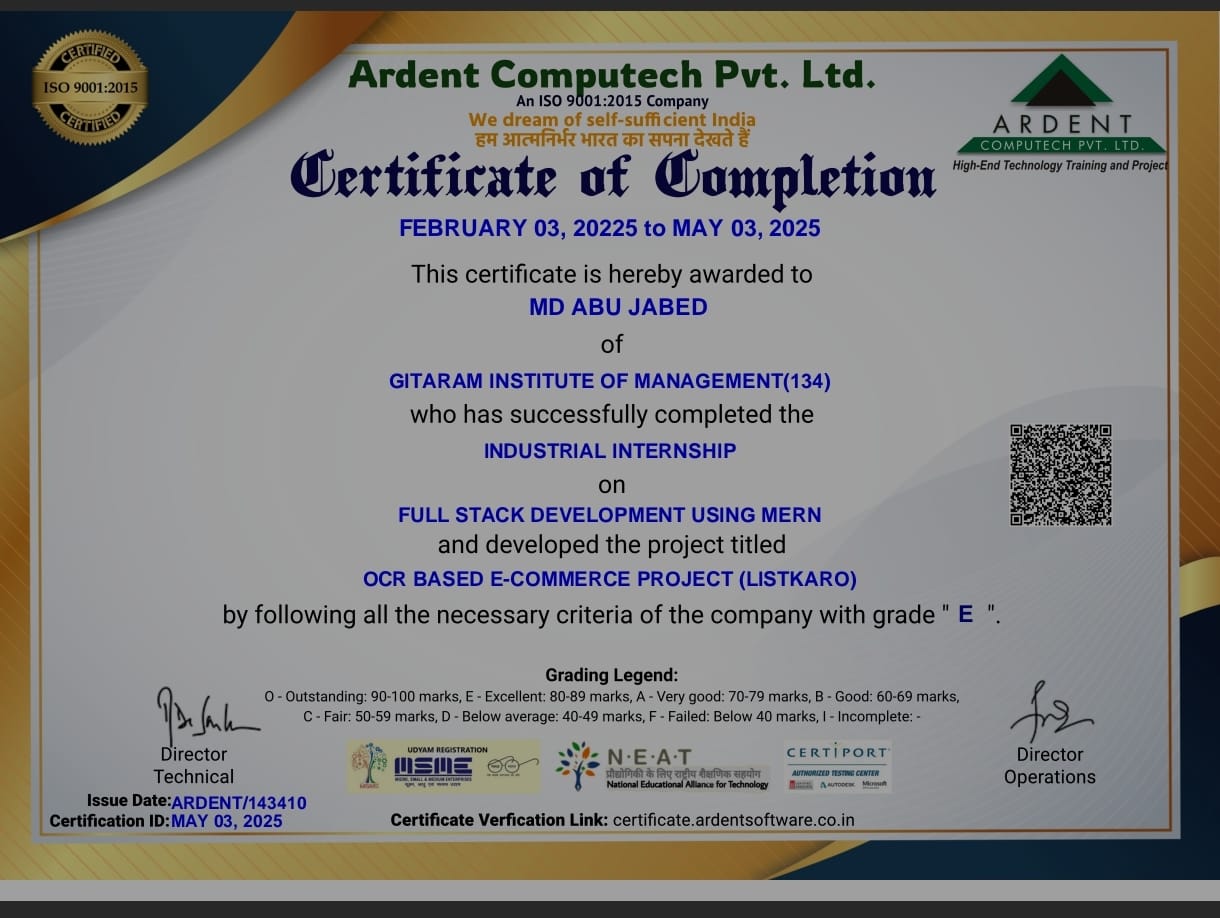 CERTIFIED
ISO 9001:2015
CERTIFIED
Ardent Computech Pvt. Ltd.
An ISO 9001:2015 Company
We dream of self-sufficient India
हम आत्मनिर्भर भारत का सपना देखते हैं
ARDENT
COMPUTECH PVT. LTD.
High-End Technology Training and Project
Certificate of Completion
FEBRUARY 03, 20225 to MAY 03, 2025
This certificate is hereby awarded to
MD ABU JABED
of
GITARAM INSTITUTE OF MANAGEMENT(134)
who has successfully completed the
INDUSTRIAL INTERNSHIP
on
FULL STACK DEVELOPMENT USING MERN
and developed the project titled
OCR BASED E-COMMERCE PROJECT (LISTKARO)
by following all the necessary criteria of the company with grade " E ".
Grading Legend:
O - Outstanding: 90-100 marks, E - Excellent: 80-89 marks, A - Very good: 70-79 marks, B - Good: 60-69 marks,
C - Fair: 50-59 marks, D - Below average: 40-49 marks, F - Failed: Below 40 marks, I - Incomplete: -
Director
Technical
UDYAM REGISTRATION
MSME
MICRO, SMALL & MEDIUM ENTERPRISES
सूक्ष्म, लघु एवं मध्यम उद्यम
N·E·A·T
प्रौद्योगिकी के लिए राष्ट्रीय शैक्षणिक सहयोग
National Educational Alliance for Technology
CERTIPORT
AUTHORIZED TESTING CENTER
AUTODESK
Microsoft
Director
Operations
Issue Date:ARDENT/143410
Certification ID:MAY 03, 2025
Certificate Verfication Link: certificate.ardentsoftware.co.in